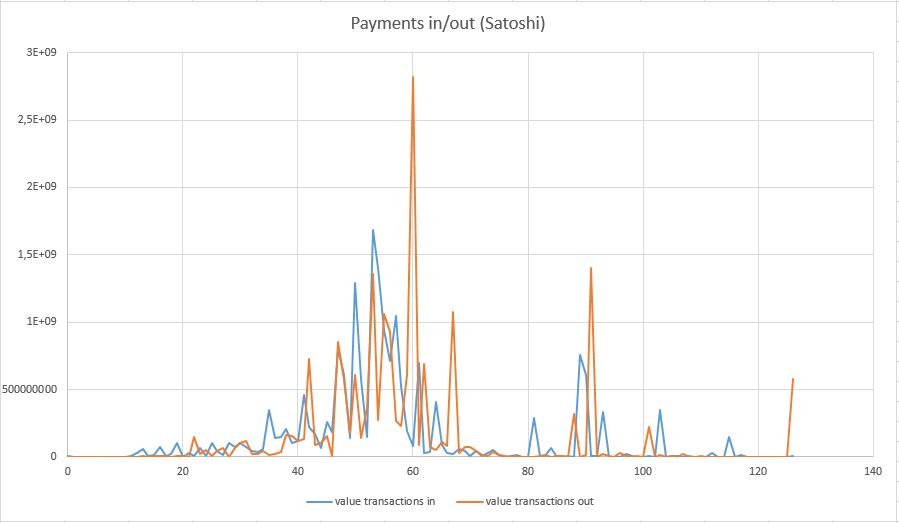 Payments in/out (Satoshi)
3E+09
2,5E+09
2E+09
1,5E+09
1E+09
500000000
0
0 20 40 60 80 100 120 140
value transactions in value transactions out